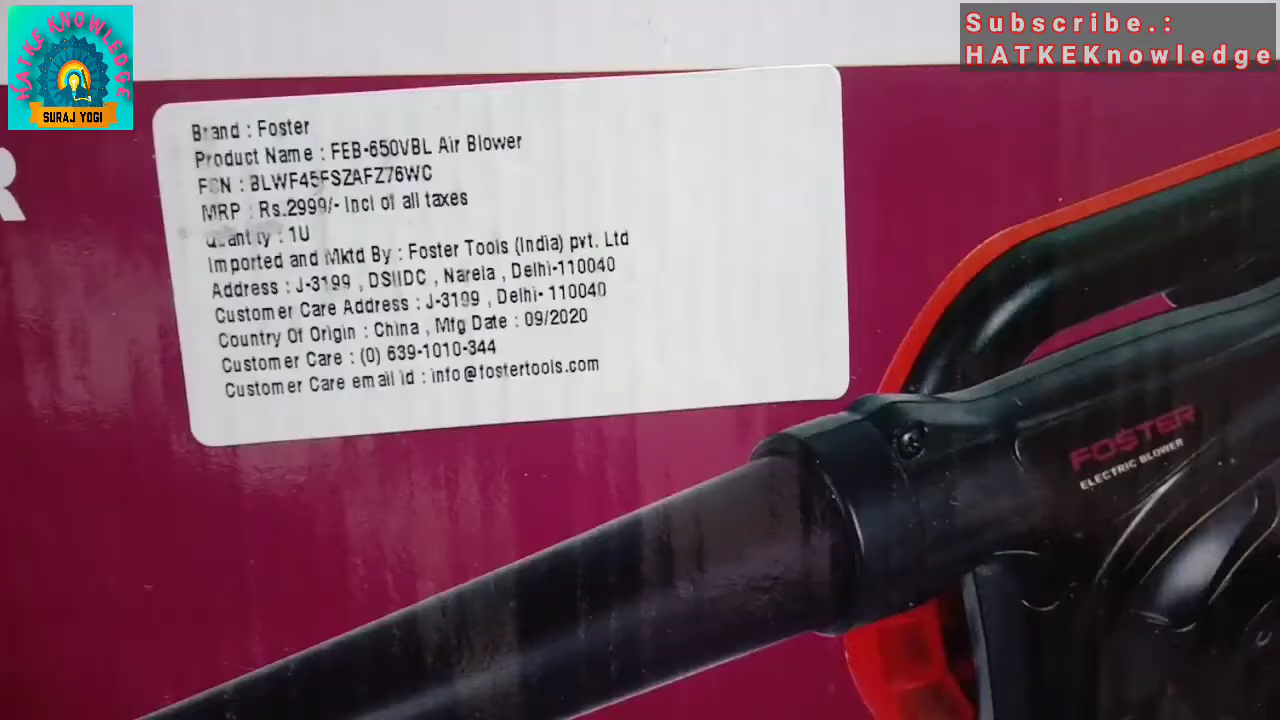 HATKE KNOWLEDGE
SURAJ YOGI
Subscribe.:
HATKEKnowledge
R
Brand : Foster
Product Name : FEB-650VBL Air Blower
FSN : BLWF45FSZAFZ76WC
MRP : Rs.2999/- Incl of all taxes
Quantity : 1U
Imported and Mktd By : Foster Tools (India) pvt. Ltd
Address : J-3199 , DSIIDC , Narela , Delhi-110040
Customer Care Address : J-3199 , Delhi- 110040
Country Of Origin : China , Mfg Date : 09/2020
Customer Care : (0) 639-1010-344
Customer Care email id : info@fostertools.com
FOSTER
ELECTRIC BLOWER